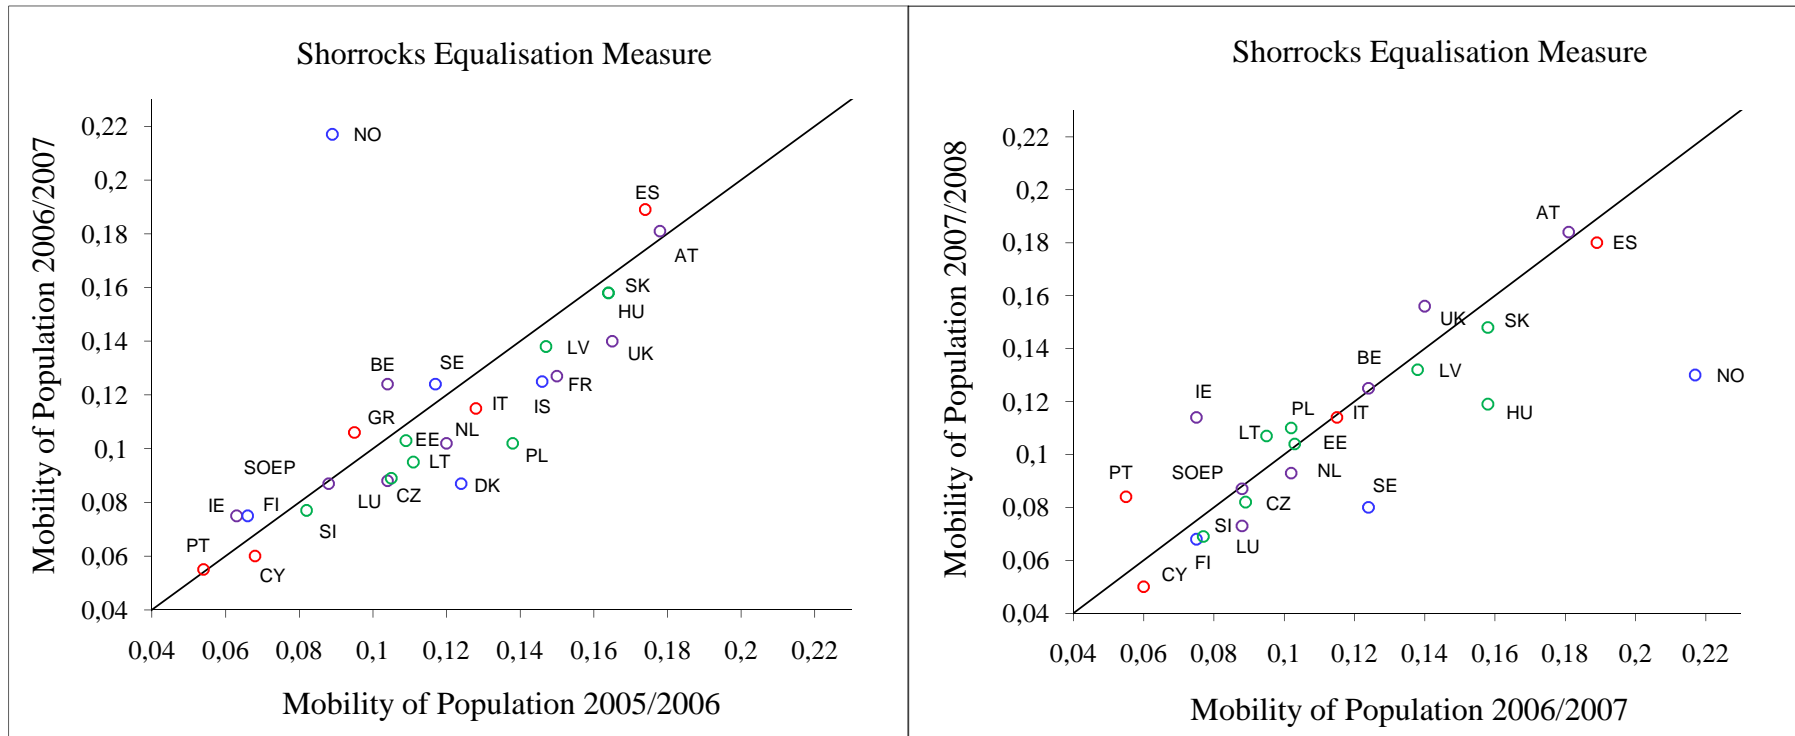 Shorrocks Equalisation Measure
Mobility of Population 2006/2007
0,22
0,2
0,18
0,16
0,14
0,12
0,1
0,08
0,06
0,04
NO
ES
AT
SK
HU
UK
LV
FR
IS
BE
SE
IT
GR
NL
EE
PL
LT
SOEP
LU
CZ
DK
IE
FI
SI
PT
CY
0,04 0,06 0,08 0,1 0,12 0,14 0,16 0,18 0,2 0,22
Mobility of Population 2005/2006
Shorrocks Equalisation Measure
Mobility of Population 2007/2008
0,22
0,2
0,18
0,16
0,14
0,12
0,1
0,08
0,06
0,04
AT
ES
UK
SK
BE
LV
NO
IE
PL
IT
HU
LT
EE
PT
SOEP
NL
CZ
SE
SI
LU
FI
CY
0,04 0,06 0,08 0,1 0,12 0,14 0,16 0,18 0,2 0,22
Mobility of Population 2006/2007